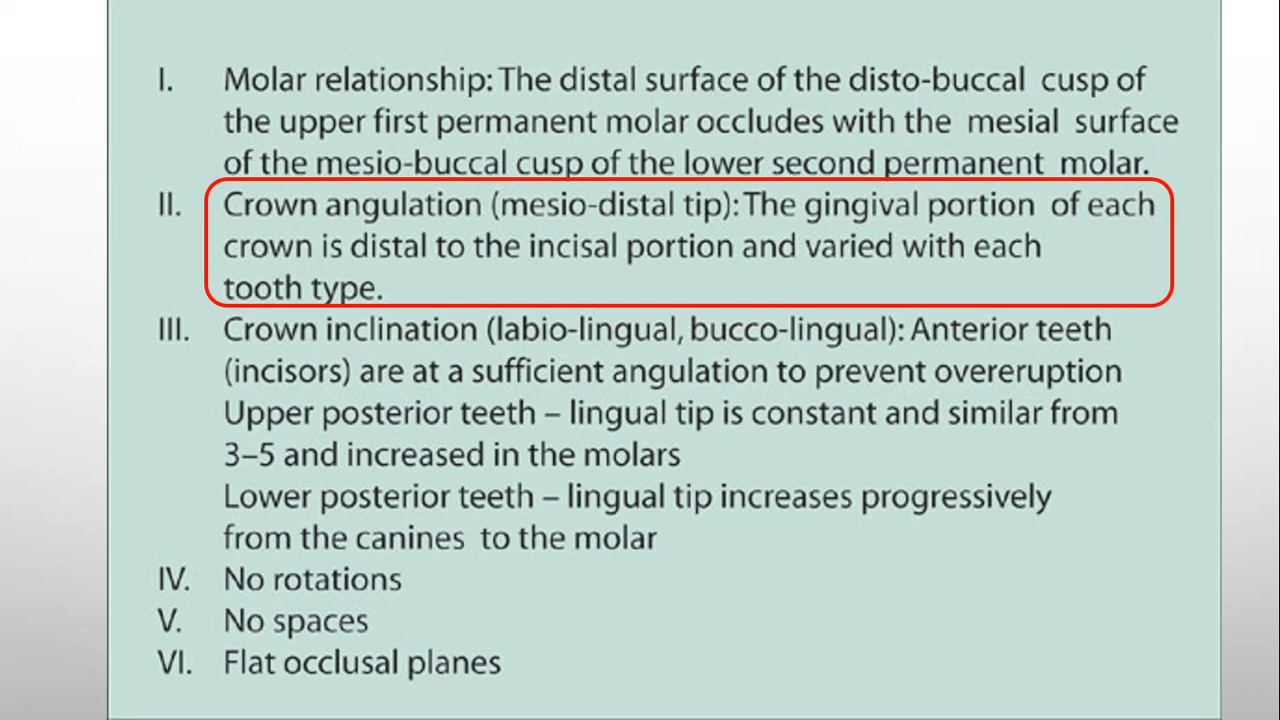 I. Molar relationship: The distal surface of the disto-buccal cusp of
the upper first permanent molar occludes with the mesial surface
of the mesio-buccal cusp of the lower second permanent molar.
II. Crown angulation (mesio-distal tip): The gingival portion of each
crown is distal to the incisal portion and varied with each
tooth type.
III. Crown inclination (labio-lingual, bucco-lingual): Anterior teeth
(incisors) are at a sufficient angulation to prevent overeruption
Upper posterior teeth – lingual tip is constant and similar from
3–5 and increased in the molars
Lower posterior teeth – lingual tip increases progressively
from the canines to the molar
IV. No rotations
V. No spaces
VI. Flat occlusal planes